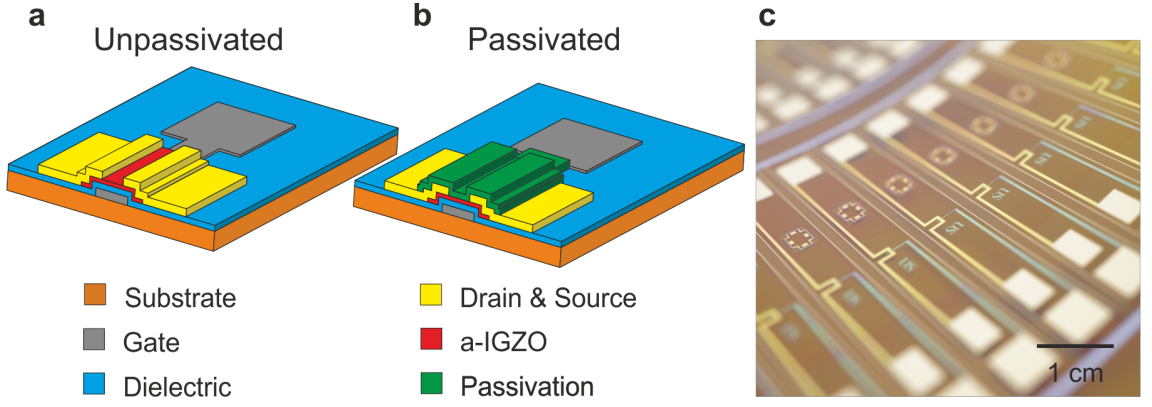 a
Unpassivated
b
Passivated
c
Substrate
Gate
Dielectric
Drain & Source
a-IGZO
Passivation
1 cm